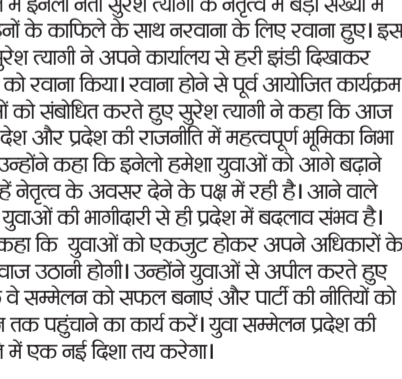 में इनेलो नेता सुरेश त्यागी के नेतृत्व में बड़ी संख्या में
नों के काफिले के साथ नरवाना के लिए रवाना हुए। इस
सुरेश त्यागी ने अपने कार्यालय से हरी झंडी दिखाकर
को रवाना किया। रवाना होने से पूर्व आयोजित कार्यक्रम
ओं को संबोधित करते हुए सुरेश त्यागी ने कहा कि आज
देश और प्रदेश की राजनीति में महत्वपूर्ण भूमिका निभा
उन्होंने कहा कि इनेलो हमेशा युवाओं को आगे बढ़ाने
हें नेतृत्व के अवसर देने के पक्ष में रही है। आने वाले
युवाओं की भागीदारी से ही प्रदेश में बदलाव संभव है।
कहा कि युवाओं को एकजुट होकर अपने अधिकारों के
वाज उठानी होगी। उन्होंने युवाओं से अपील करते हुए
वे सम्मेलन को सफल बनाएं और पार्टी की नीतियों को
तक पहुंचाने का कार्य करें। युवा सम्मेलन प्रदेश की
में एक नई दिशा तय करेगा।